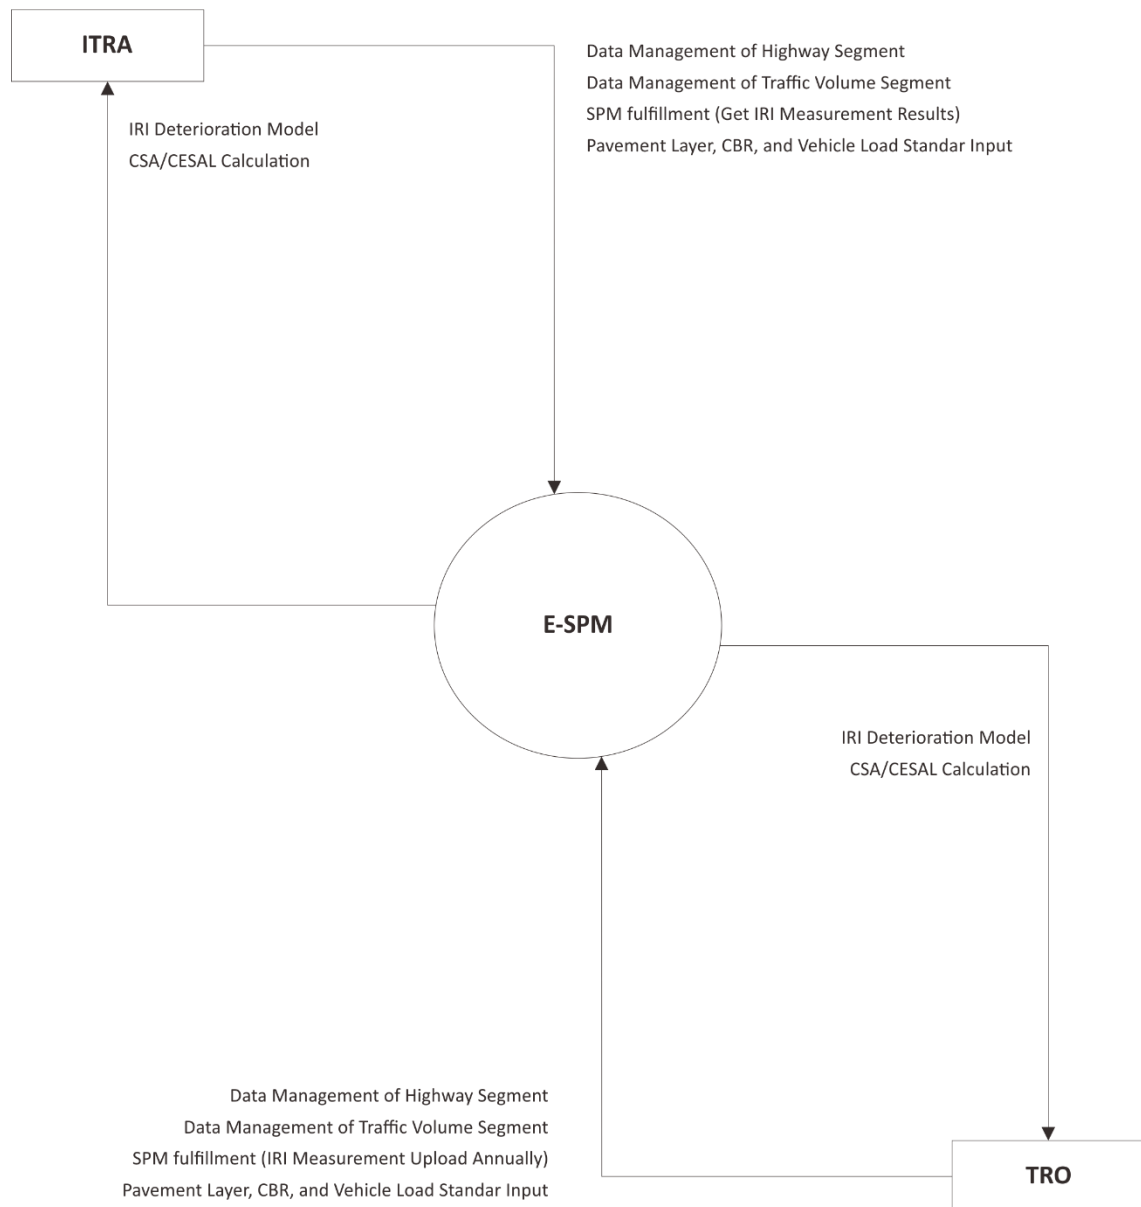 ITRA
Data Management of Highway Segment
Data Management of Traffic Volume Segment
SPM fulfillment (Get IRI Measurement Results)
Pavement Layer, CBR, and Vehicle Load Standar Input
IRI Deterioration Model
CSA/CESAL Calculation
E-SPM
IRI Deterioration Model
CSA/CESAL Calculation
Data Management of Highway Segment
Data Management of Traffic Volume Segment
SPM fulfillment (IRI Measurement Upload Annually)
Pavement Layer, CBR, and Vehicle Load Standar Input
TRO